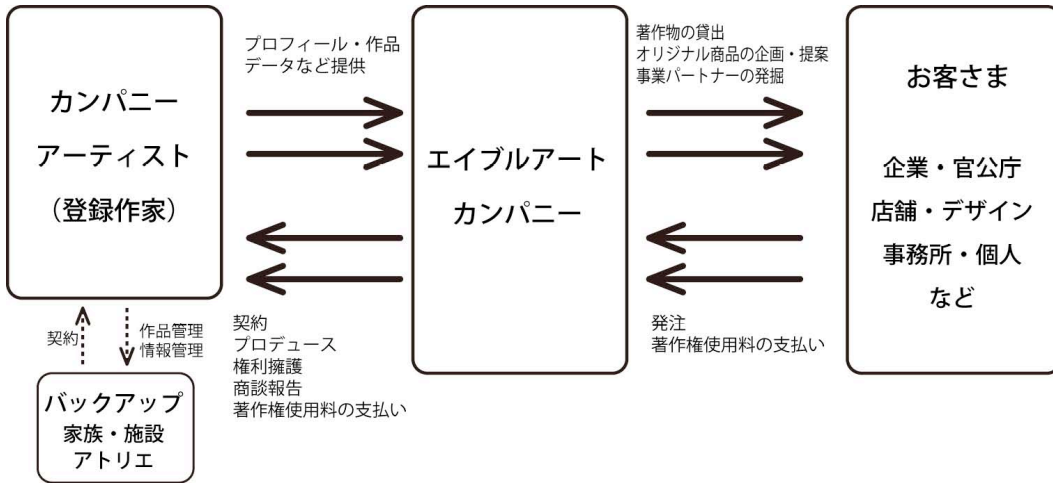 カンパニー
アーティスト
（登録作家）
プロフィール・作品
データなど提供
エイブルアート
カンパニー
著作物の貸出
オリジナル商品の企画・提案
事業パートナーの発掘
お客さま
企業・官公庁
店舗・デザイン
事務所・個人
など
契約
作品管理
情報管理
バックアップ
家族・施設
アトリエ
契約
プロデュース
権利擁護
商談報告
著作権使用料の支払い
発注
著作権使用料の支払い